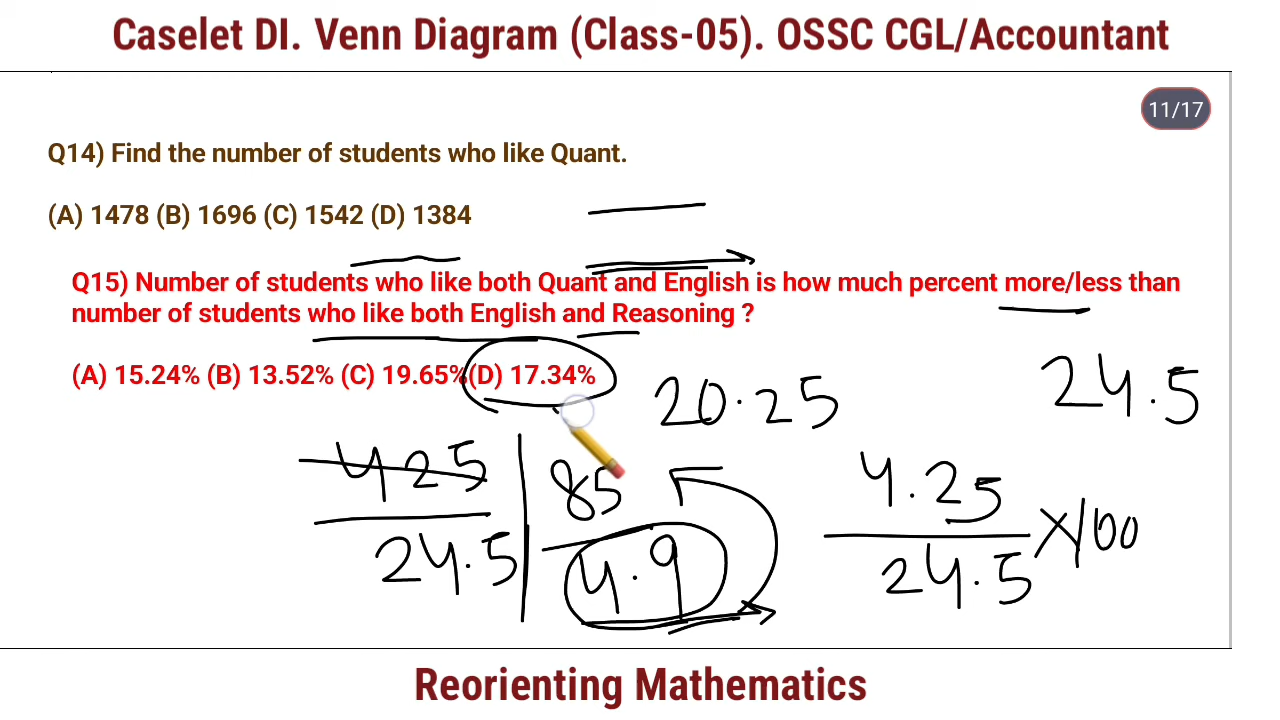 Caselet DI. Venn Diagram (Class-05). OSSC CGL/Accountant
11/17
Q14) Find the number of students who like Quant.
(A) 1478 (B) 1696 (C) 1542 (D) 1384
Q15) Number of students who like both Quant and English is how much percent more/less than
number of students who like both English and Reasoning ?
(A) 15.24% (B) 13.52% (C) 19.65% (D) 17.34%
20.25
24.5
425
24.5
85
4.9
4.25
24.5
×100
Reorienting Mathematics